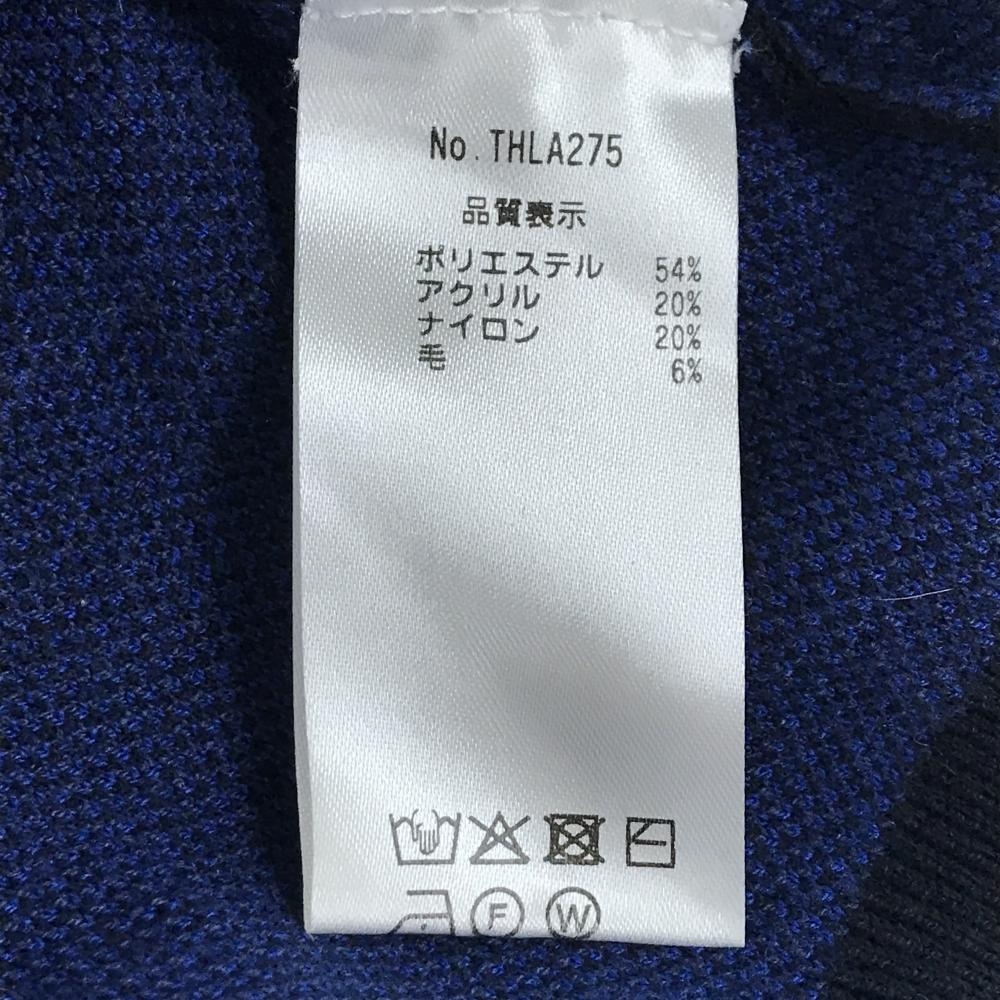 No.THLA275
品質表示
ポリエステル 54%
アクリル 20%
ナイロン 20%
毛 6%
F W